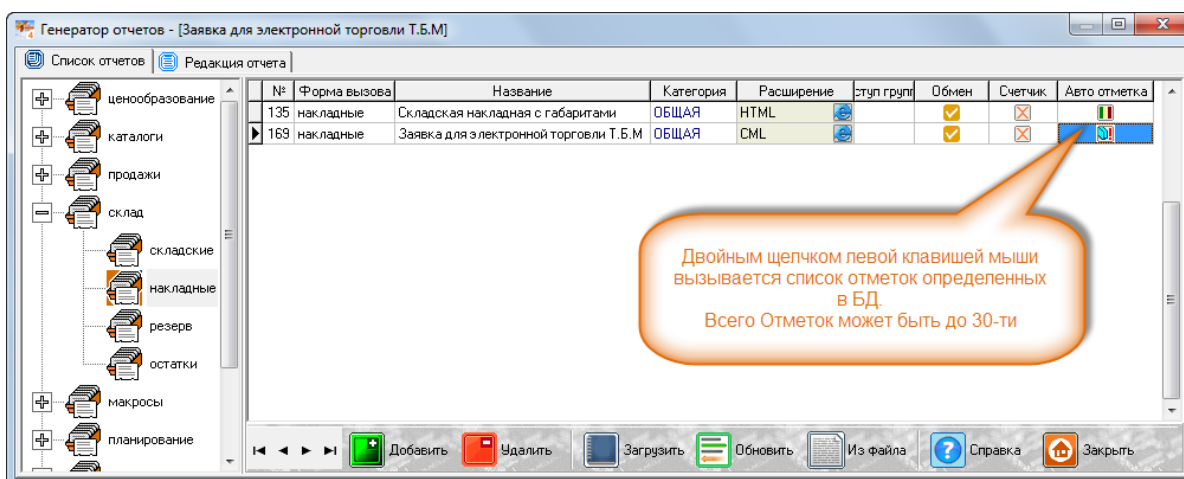 Генератор отчетов - [Заявка для электронной торговли Т.Б.М]
Список отчетов Редакция отчета
ценообразование
каталоги
продажи
склад
складские
накладные
резерв
остатки
макросы
планирование
№ Форма вызова Название Категория Расширение ступ групп Обмен Счетчик Авто отметка
135 накладные Складская накладная с габаритами ОБЩАЯ HTML
169 накладные Заявка для электронной торговли Т.Б.М ОБЩАЯ CML
Двойным щелчком левой клавишей мыши
вызывается список отметок определенных
в БД.
Всего Отметок может быть до 30-ти
Добавить Удалить Загрузить Обновить Из файла Справка Закрыть